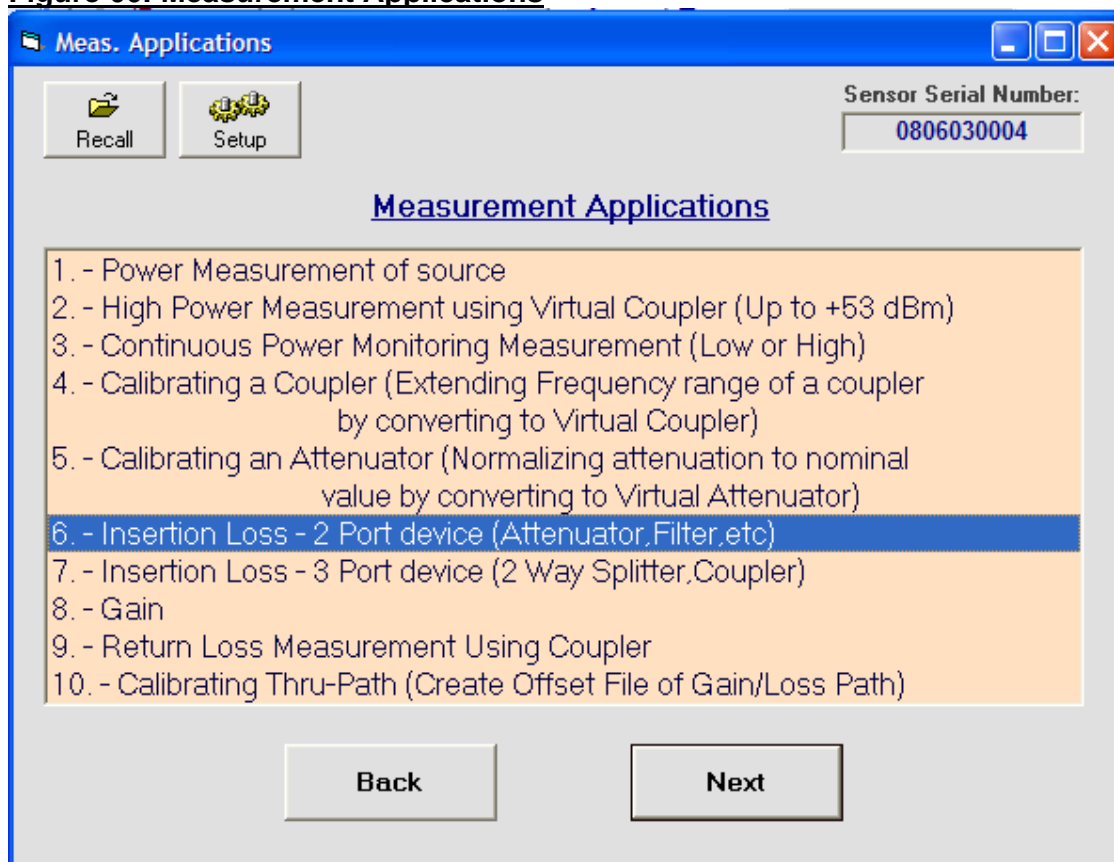 Figure 66: Measurement Applications
Meas. Applications
Recall
Setup
Sensor Serial Number:
0806030004
Measurement Applications
1. - Power Measurement of source
2. - High Power Measurement using Virtual Coupler (Up to +53 dBm)
3. - Continuous Power Monitoring Measurement (Low or High)
4. - Calibrating a Coupler (Extending Frequency range of a coupler
by converting to Virtual Coupler)
5. - Calibrating an Attenuator (Normalizing attenuation to nominal
value by converting to Virtual Attenuator)
6. - Insertion Loss - 2 Port device (Attenuator,Filter,etc)
7. - Insertion Loss - 3 Port device (2 Way Splitter,Coupler)
8. - Gain
9. - Return Loss Measurement Using Coupler
10. - Calibrating Thru-Path (Create Offset File of Gain/Loss Path)
Back
Next